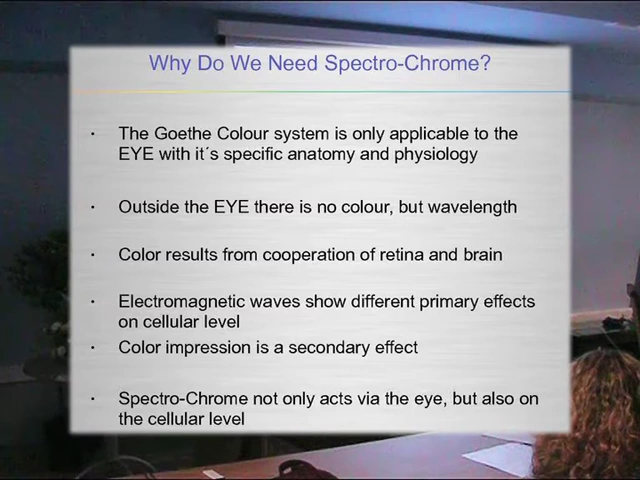 Why Do We Need Spectro-Chrome?
· The Goethe Colour system is only applicable to the
EYE with it´s specific anatomy and physiology
· Outside the EYE there is no colour, but wavelength
· Color results from cooperation of retina and brain
· Electromagnetic waves show different primary effects
on cellular level
· Color impression is a secondary effect
· Spectro-Chrome not only acts via the eye, but also on
the cellular level